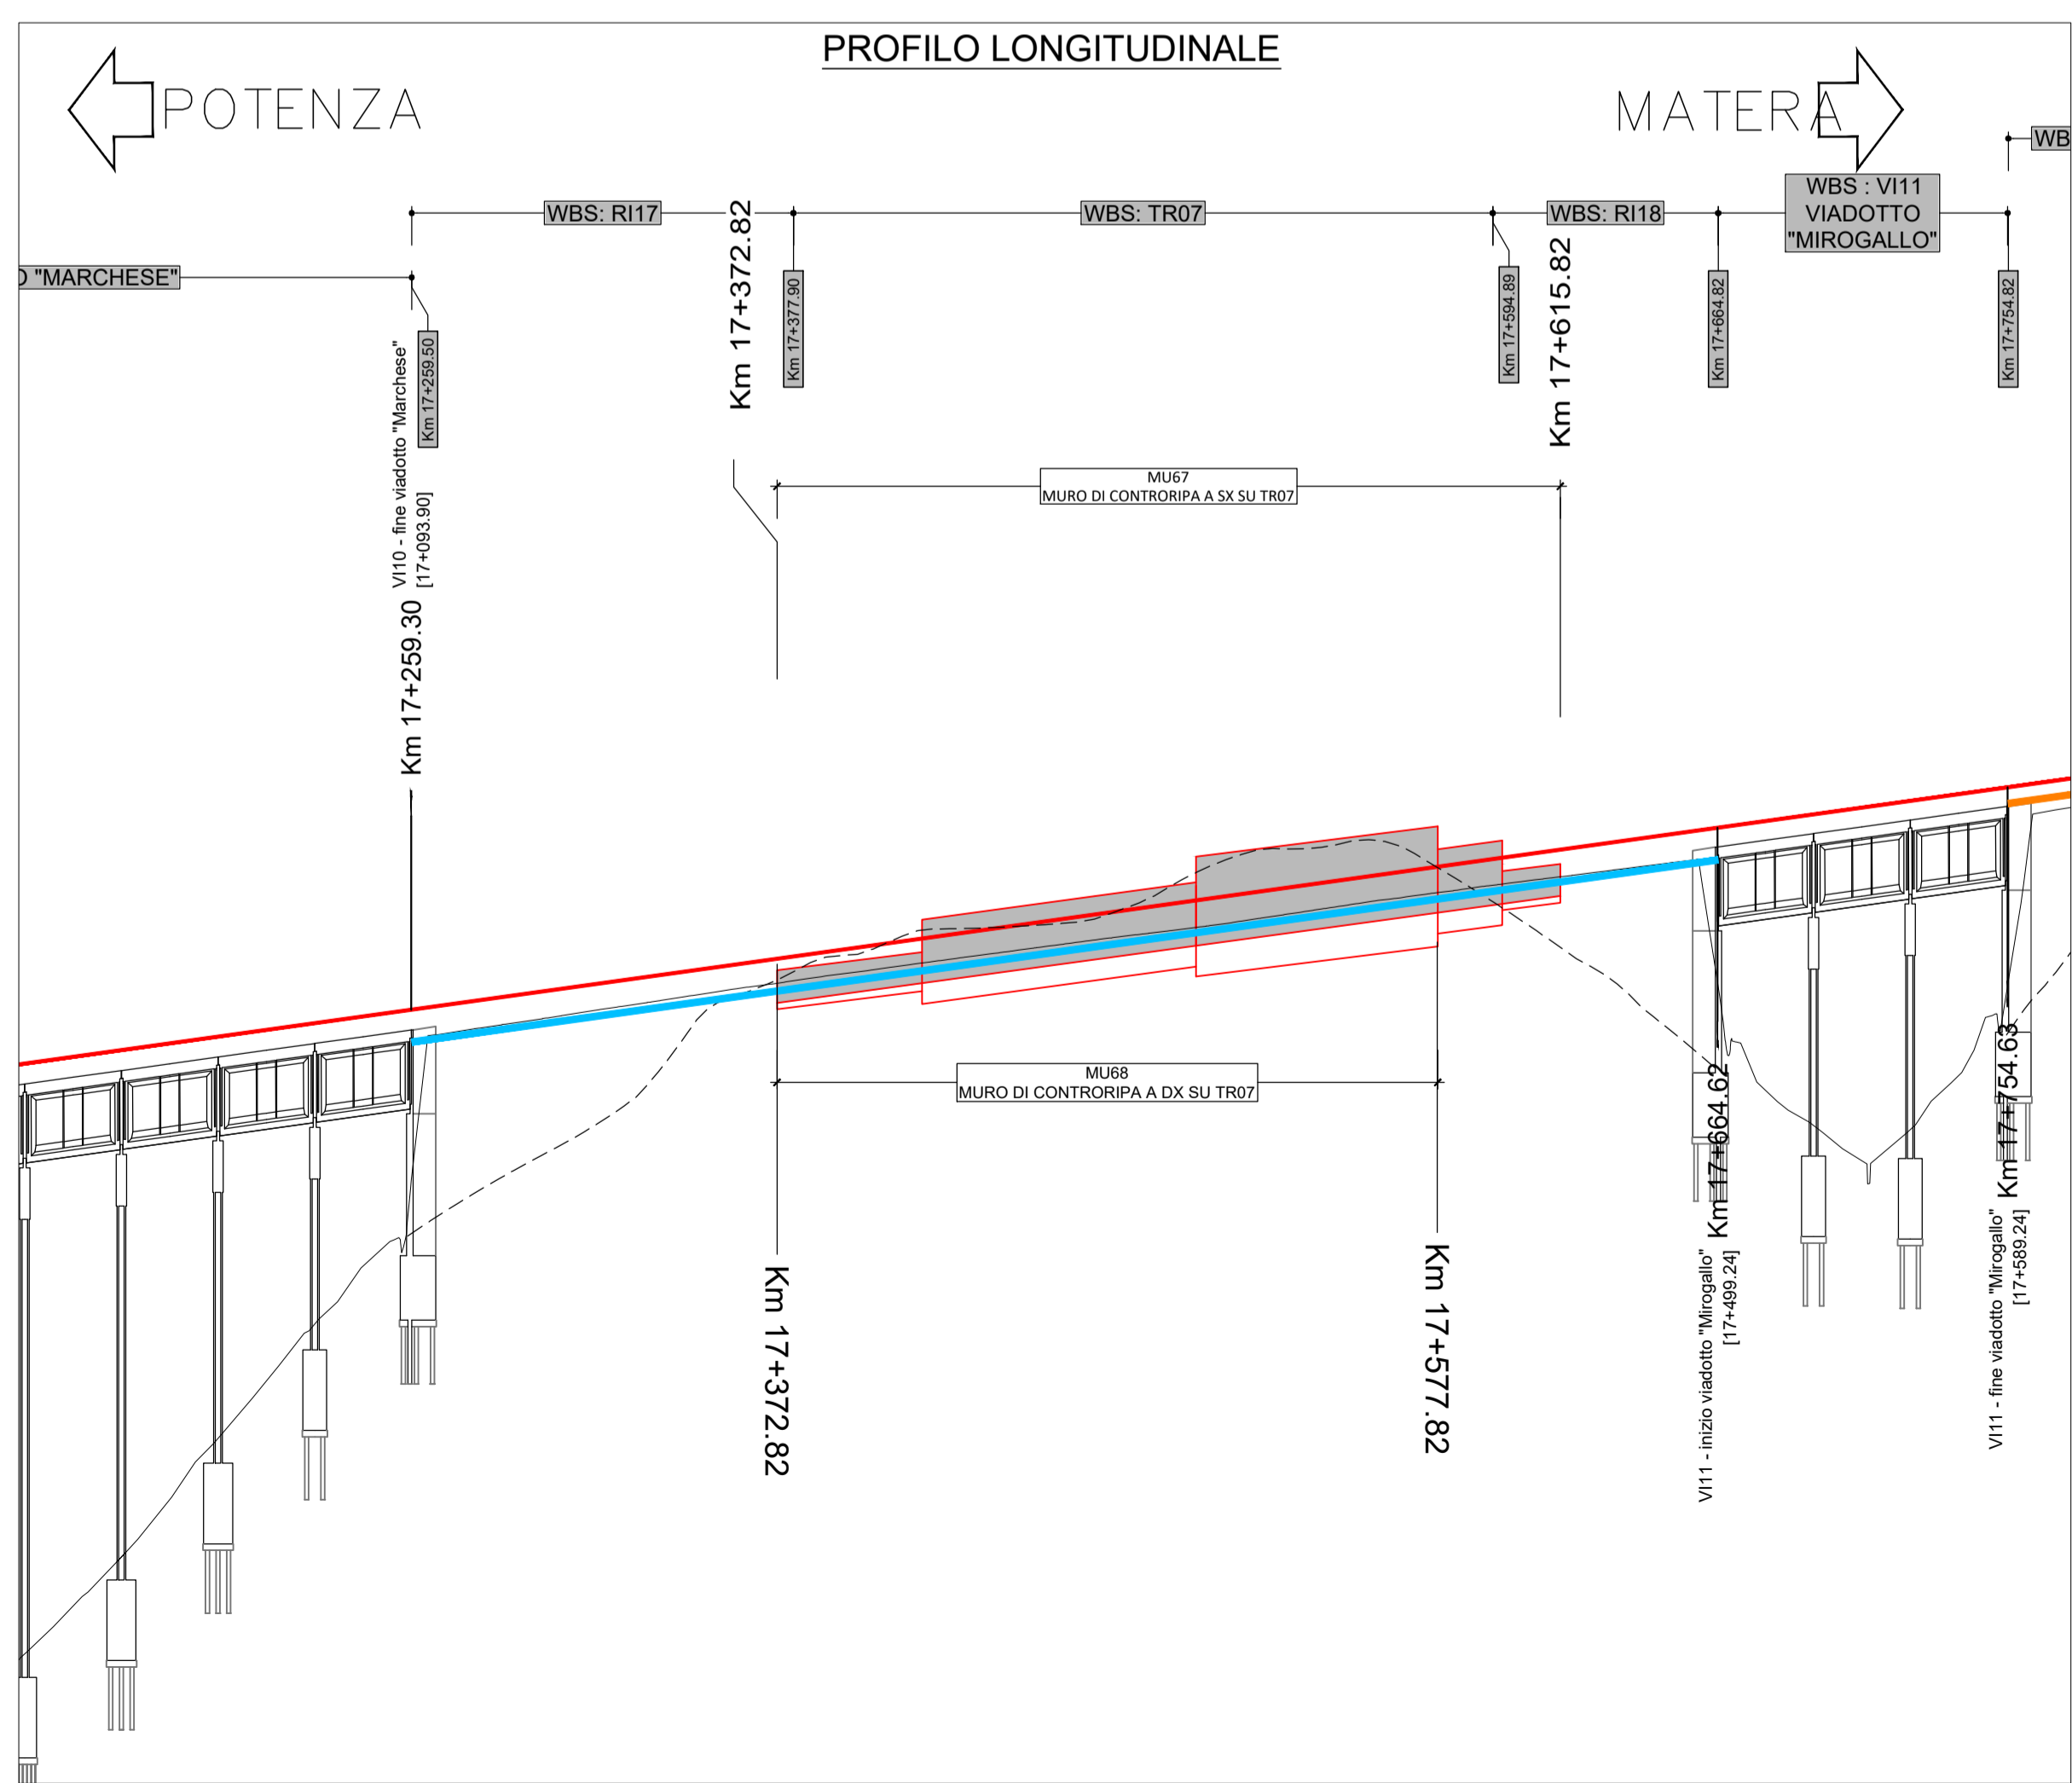 PROFILO LONGITUDINALE
POTENZA
MATERA
WBS: RI17
WBS: TR07
WBS: RI18
WBS : VI11
VIADOTTO
"MIROGALLO"
WB
"MARCHESE"
Km 17+259.50
Km 17+372.82
Km 17+377.90
Km 17+594.89
Km 17+615.82
Km 17+664.82
Km 17+754.82
VI10 - fine viadotto "Marchese"
[17+093.90]
Km 17+259.30
MU67
MURO DI CONTRORIPA A SX SU TR07
MU68
MURO DI CONTRORIPA A DX SU TR07
Km 17+372.82
Km 17+577.82
Km 17+664.62
VI11 - inizio viadotto "Mirogallo"
[17+499.24]
Km 17+754.63
VI11 - fine viadotto "Mirogallo"
[17+589.24]